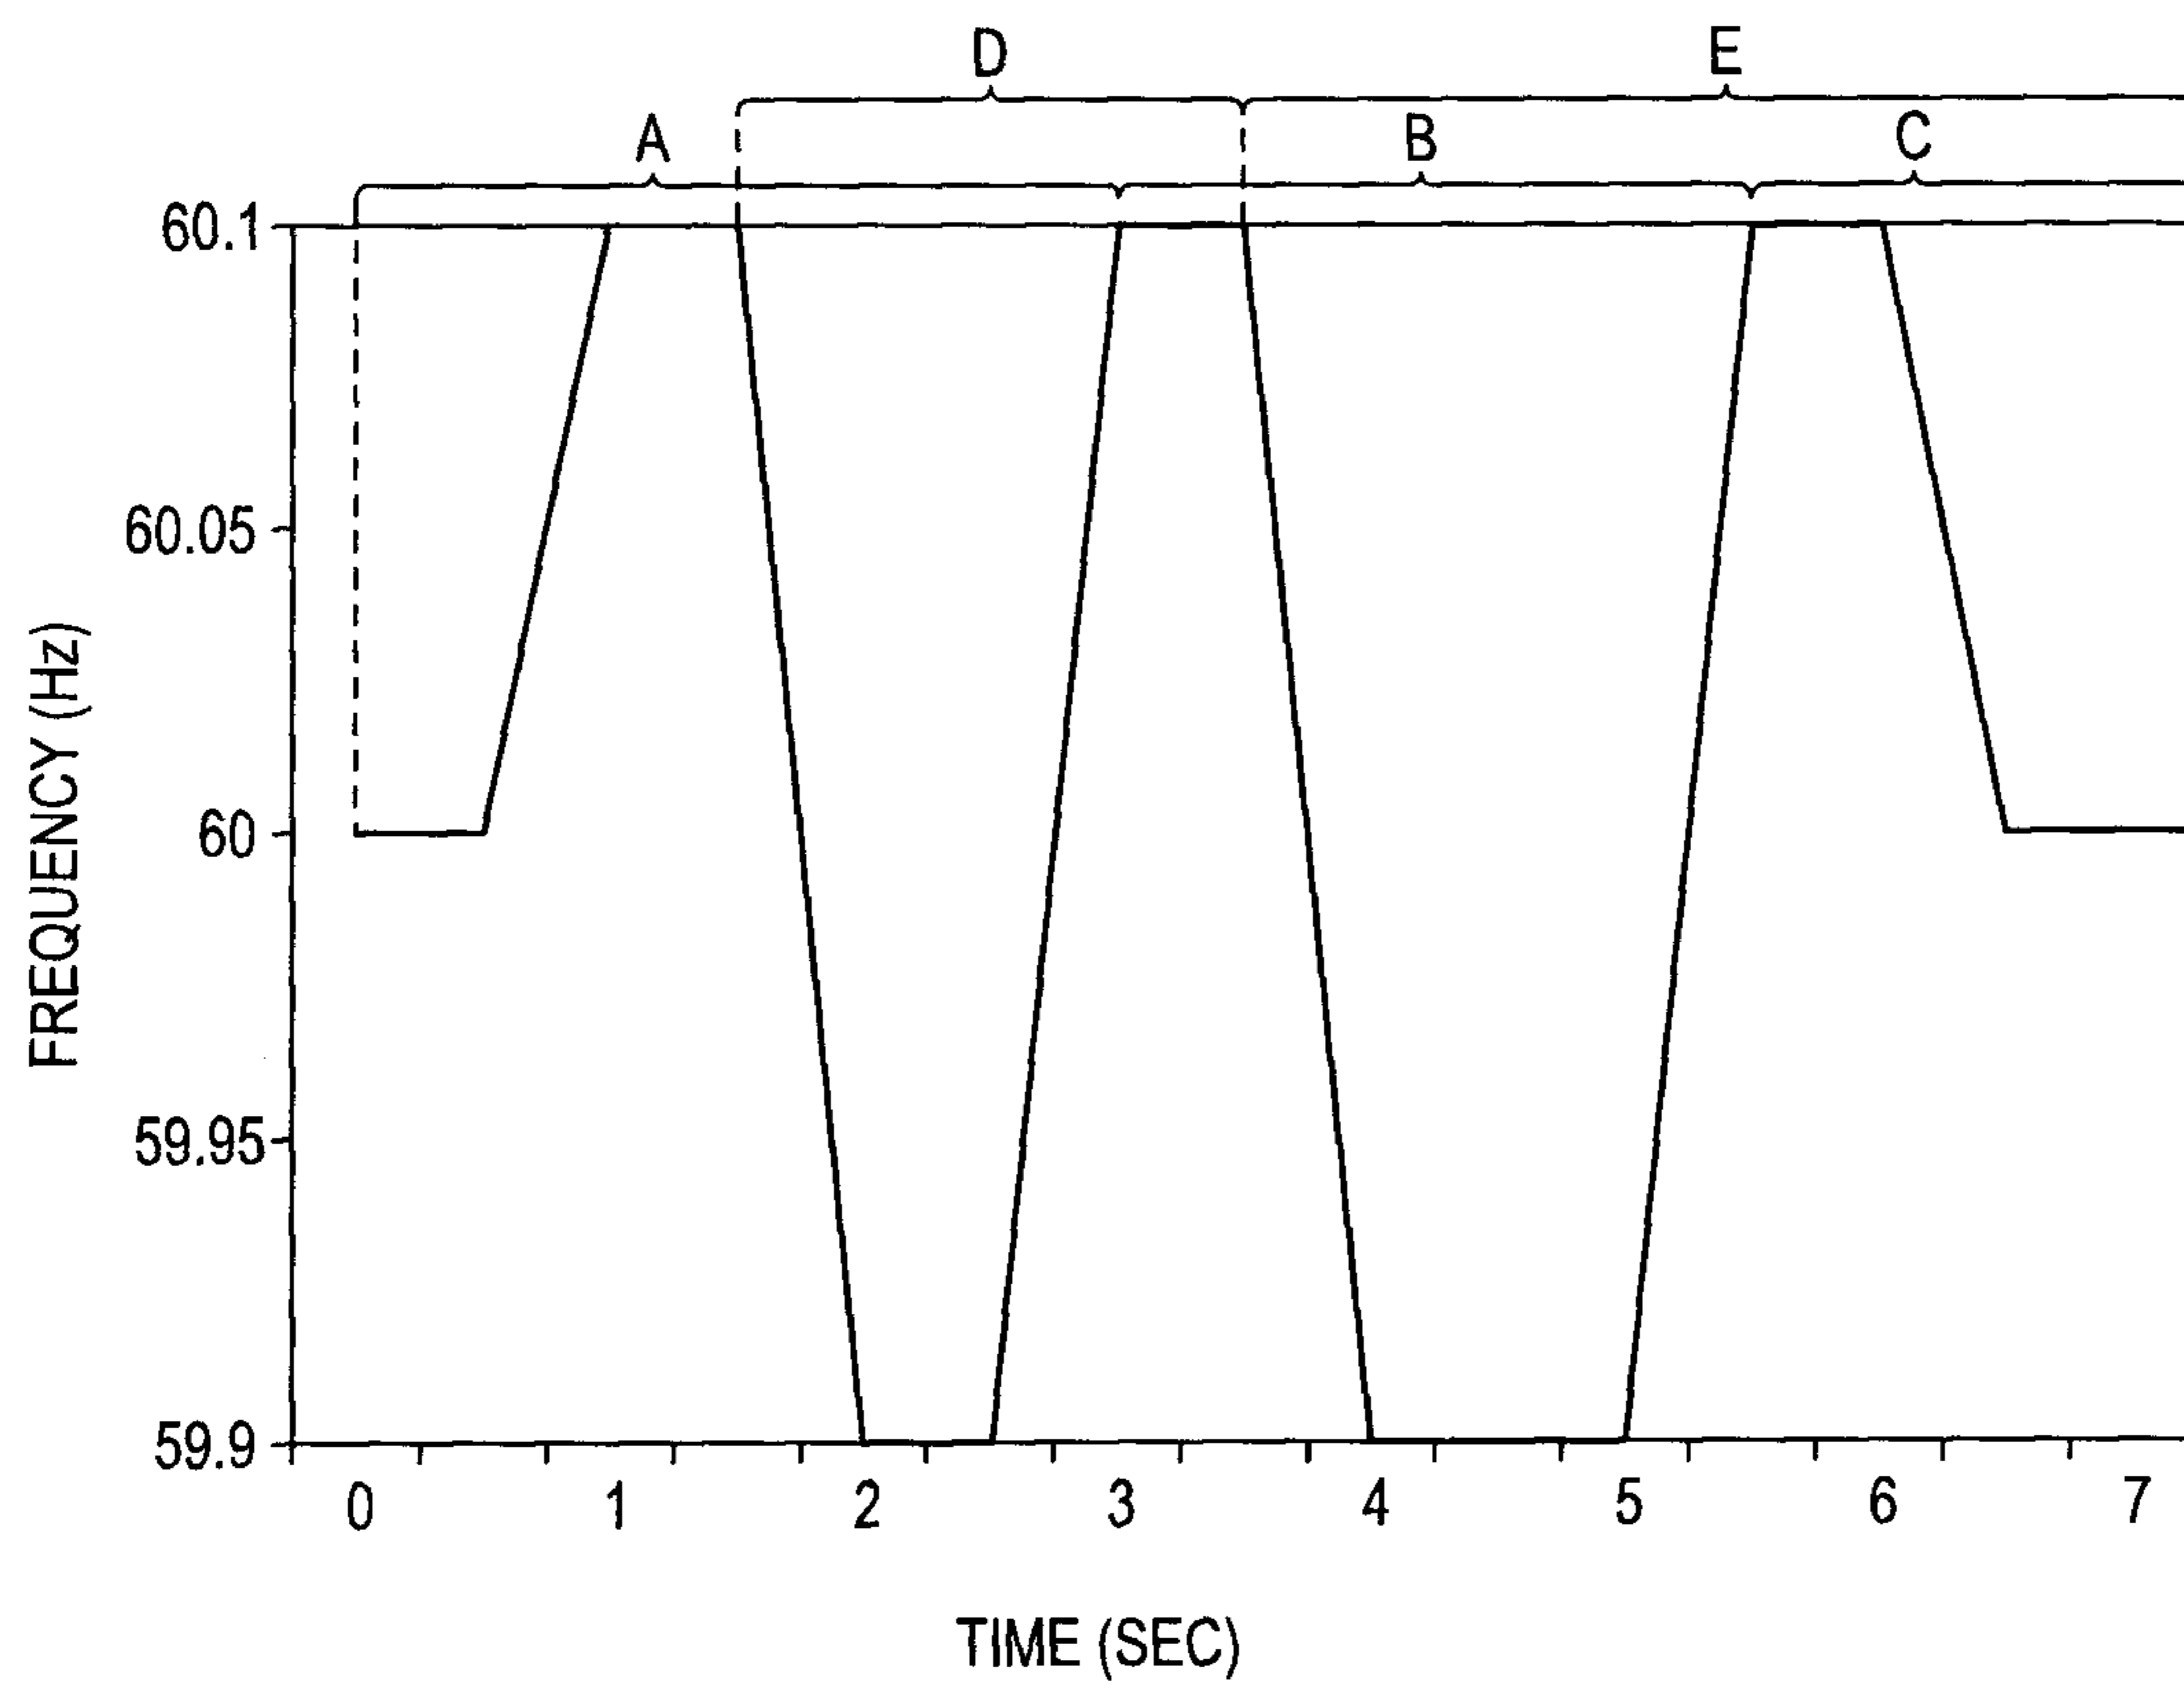 D
E
A
B
C
60.1
60.05
60
59.95
59.9
FREQUENCY (Hz)
0 1 2 3 4 5 6 7
TIME (SEC)